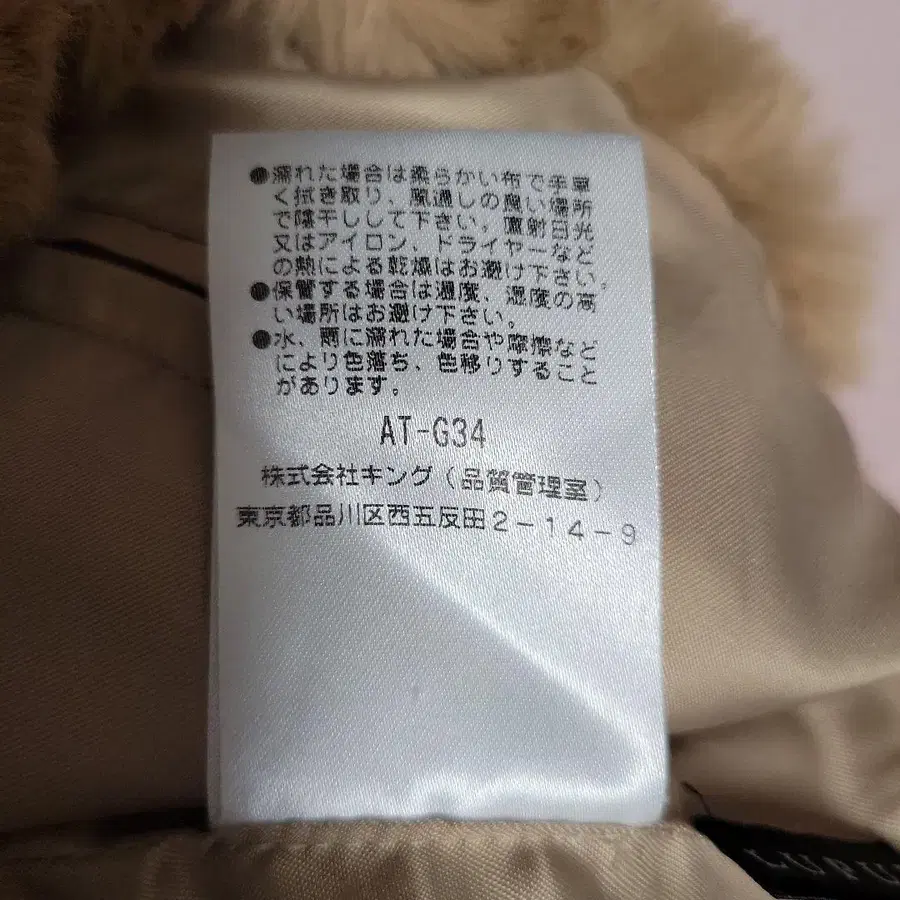 ●濡れた場合は柔らかい布で手早
く拭き取り、風通しの良い場所
で陰干しして下さい。直射日光
又はアイロン、ドライヤーなど
の熱による乾燥はお避け下さい。
●保管する場合は温度、湿度の高
い場所はお避け下さい。
●水、雨に濡れた場合や摩擦など
により色落ち、色移りすること
があります。
AT-G34
株式会社キング(品質管理室)
東京都品川区西五反田2-14-9